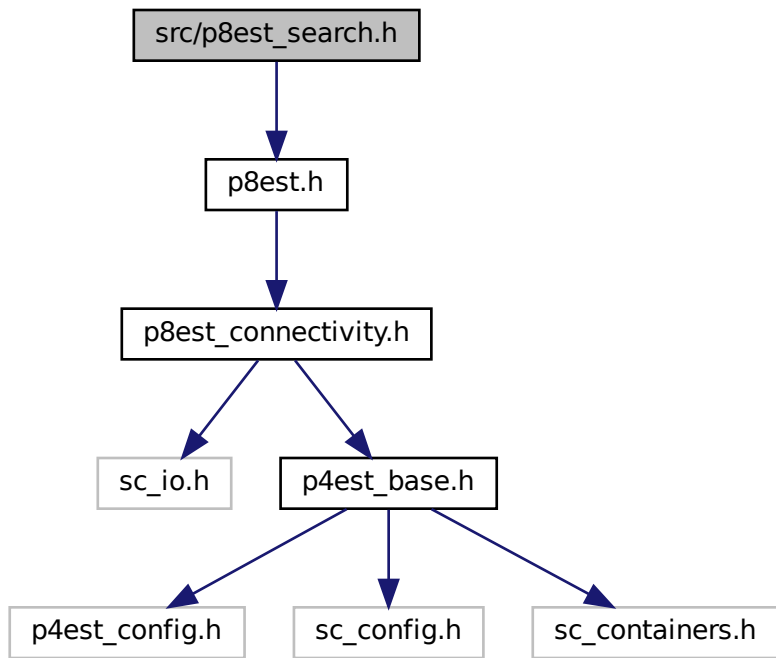 src/p8est_search.h
p8est.h
p8est_connectivity.h
sc_io.h
p4est_base.h
p4est_config.h
sc_config.h
sc_containers.h